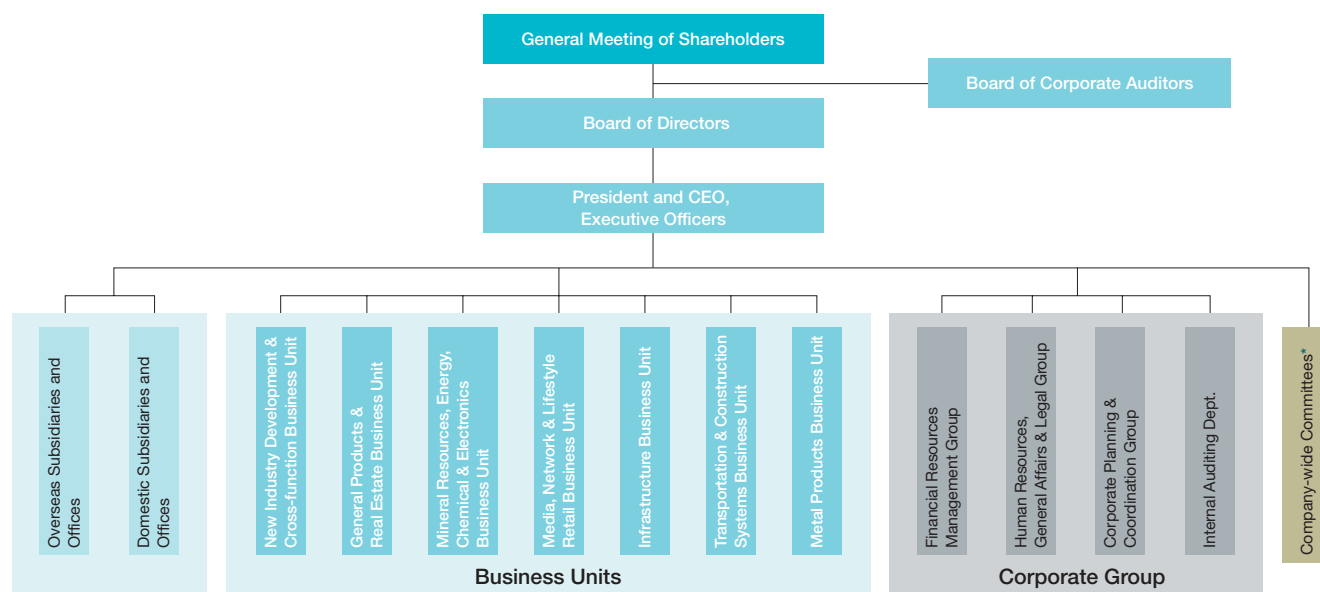 General Meeting of Shareholders
Board of Corporate Auditors
Board of Directors
President and CEO,
Executive Officers
Overseas Subsidiaries and
Offices
Domestic Subsidiaries and
Offices
New Industry Development &
Cross-function Business Unit
General Products &
Real Estate Business Unit
Mineral Resources, Energy,
Chemical & Electronics
Business Unit
Media, Network & Lifestyle
Retail Business Unit
Infrastructure Business Unit
Transportation & Construction
Systems Business Unit
Metal Products Business Unit
Financial Resources
Management Group
Human Resources,
General Affairs & Legal Group
Corporate Planning &
Coordination Group
Internal Auditing Dept.
Company-wide Committees*
Business Units
Corporate Group